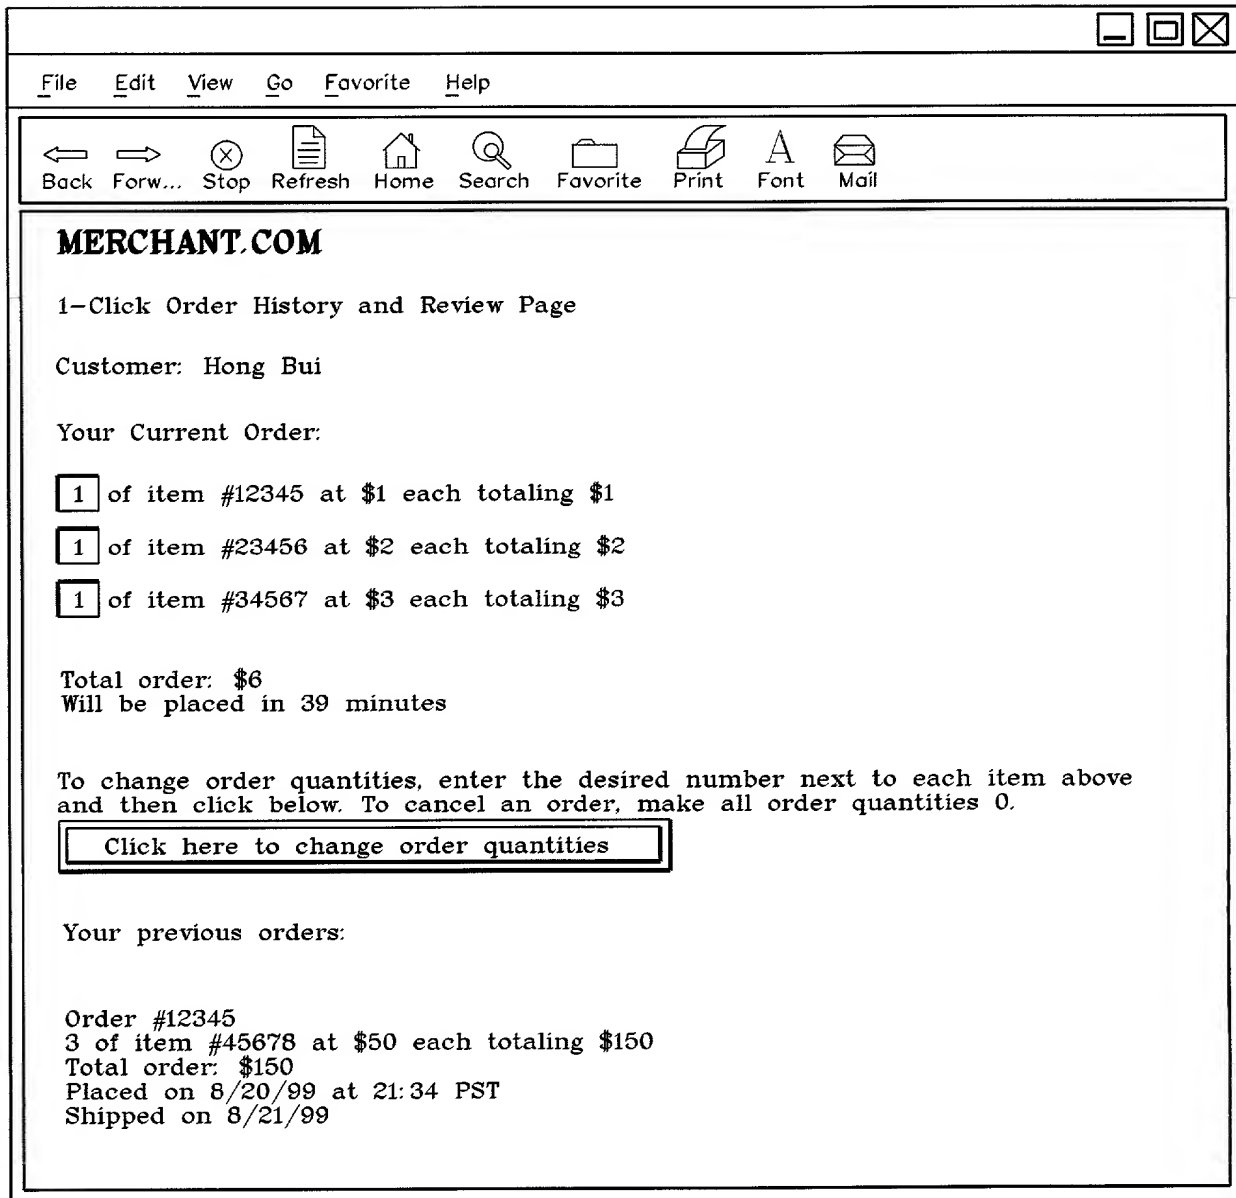 File Edit View Go Favorite Help
Back Forw... Stop Refresh Home Search Favorite Print Font Mail
MERCHANT.COM
1-Click Order History and Review Page
Customer: Hong Bui
Your Current Order:
1 of item #12345 at $1 each totaling $1
1 of item #23456 at $2 each totaling $2
1 of item #34567 at $3 each totaling $3
Total order: $6
Will be placed in 39 minutes
To change order quantities, enter the desired number next to each item above
and then click below. To cancel an order, make all order quantities 0.
Click here to change order quantities
Your previous orders:
Order #12345
3 of item #45678 at $50 each totaling $150
Total order: $150
Placed on 8/20/99 at 21:34 PST
Shipped on 8/21/99